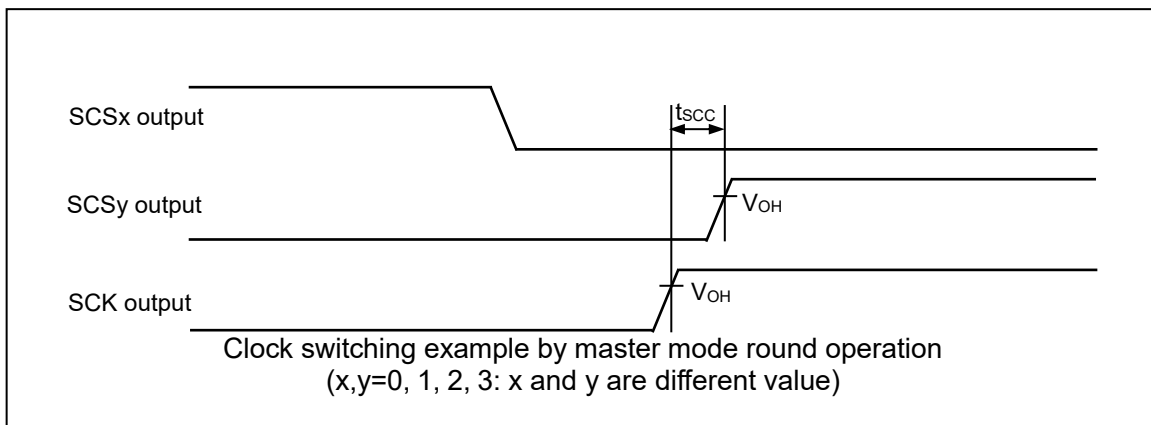 SCSx output
tSCC
SCSy output
VOH
SCK output
VOH
Clock switching example by master mode round operation
(x,y=0, 1, 2, 3: x and y are different value)